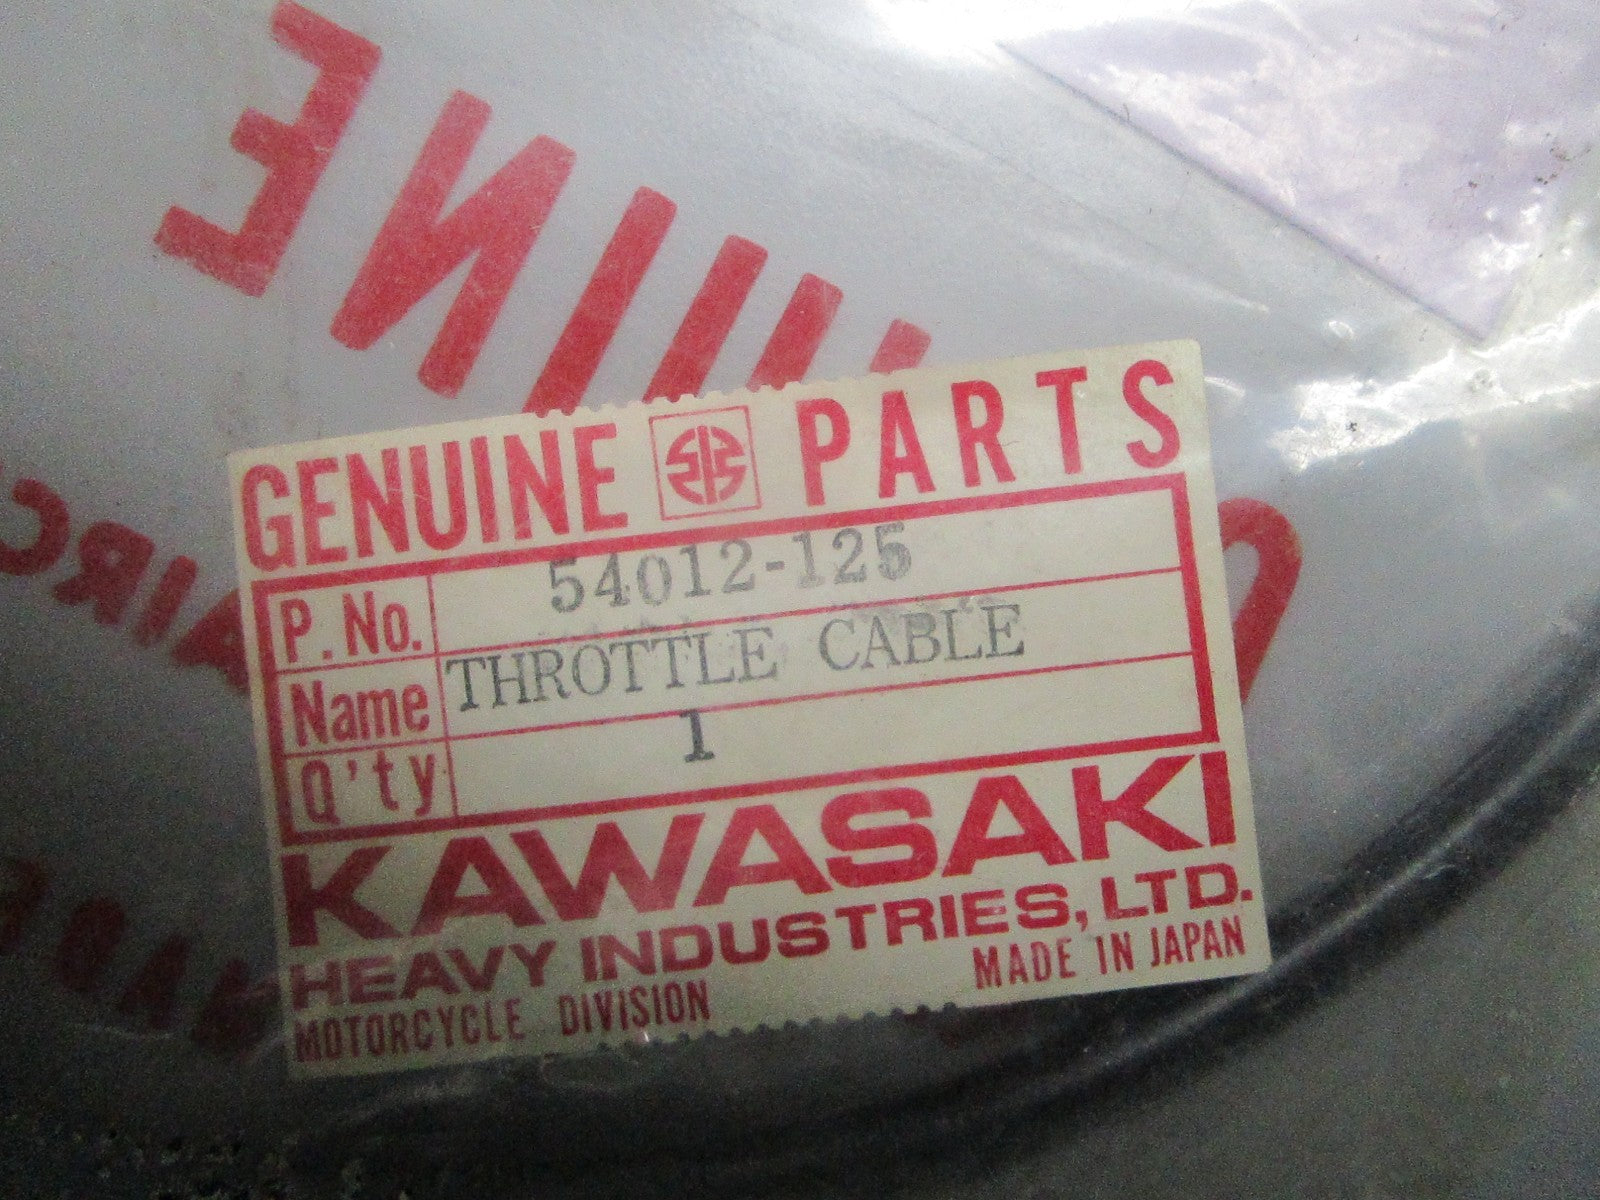 GENUINE PARTS
P. No. 54012-125
Name THROTTLE CABLE
Q'ty 1
KAWASAKI
HEAVY INDUSTRIES, LTD.
MOTORCYCLE DIVISION MADE IN JAPAN